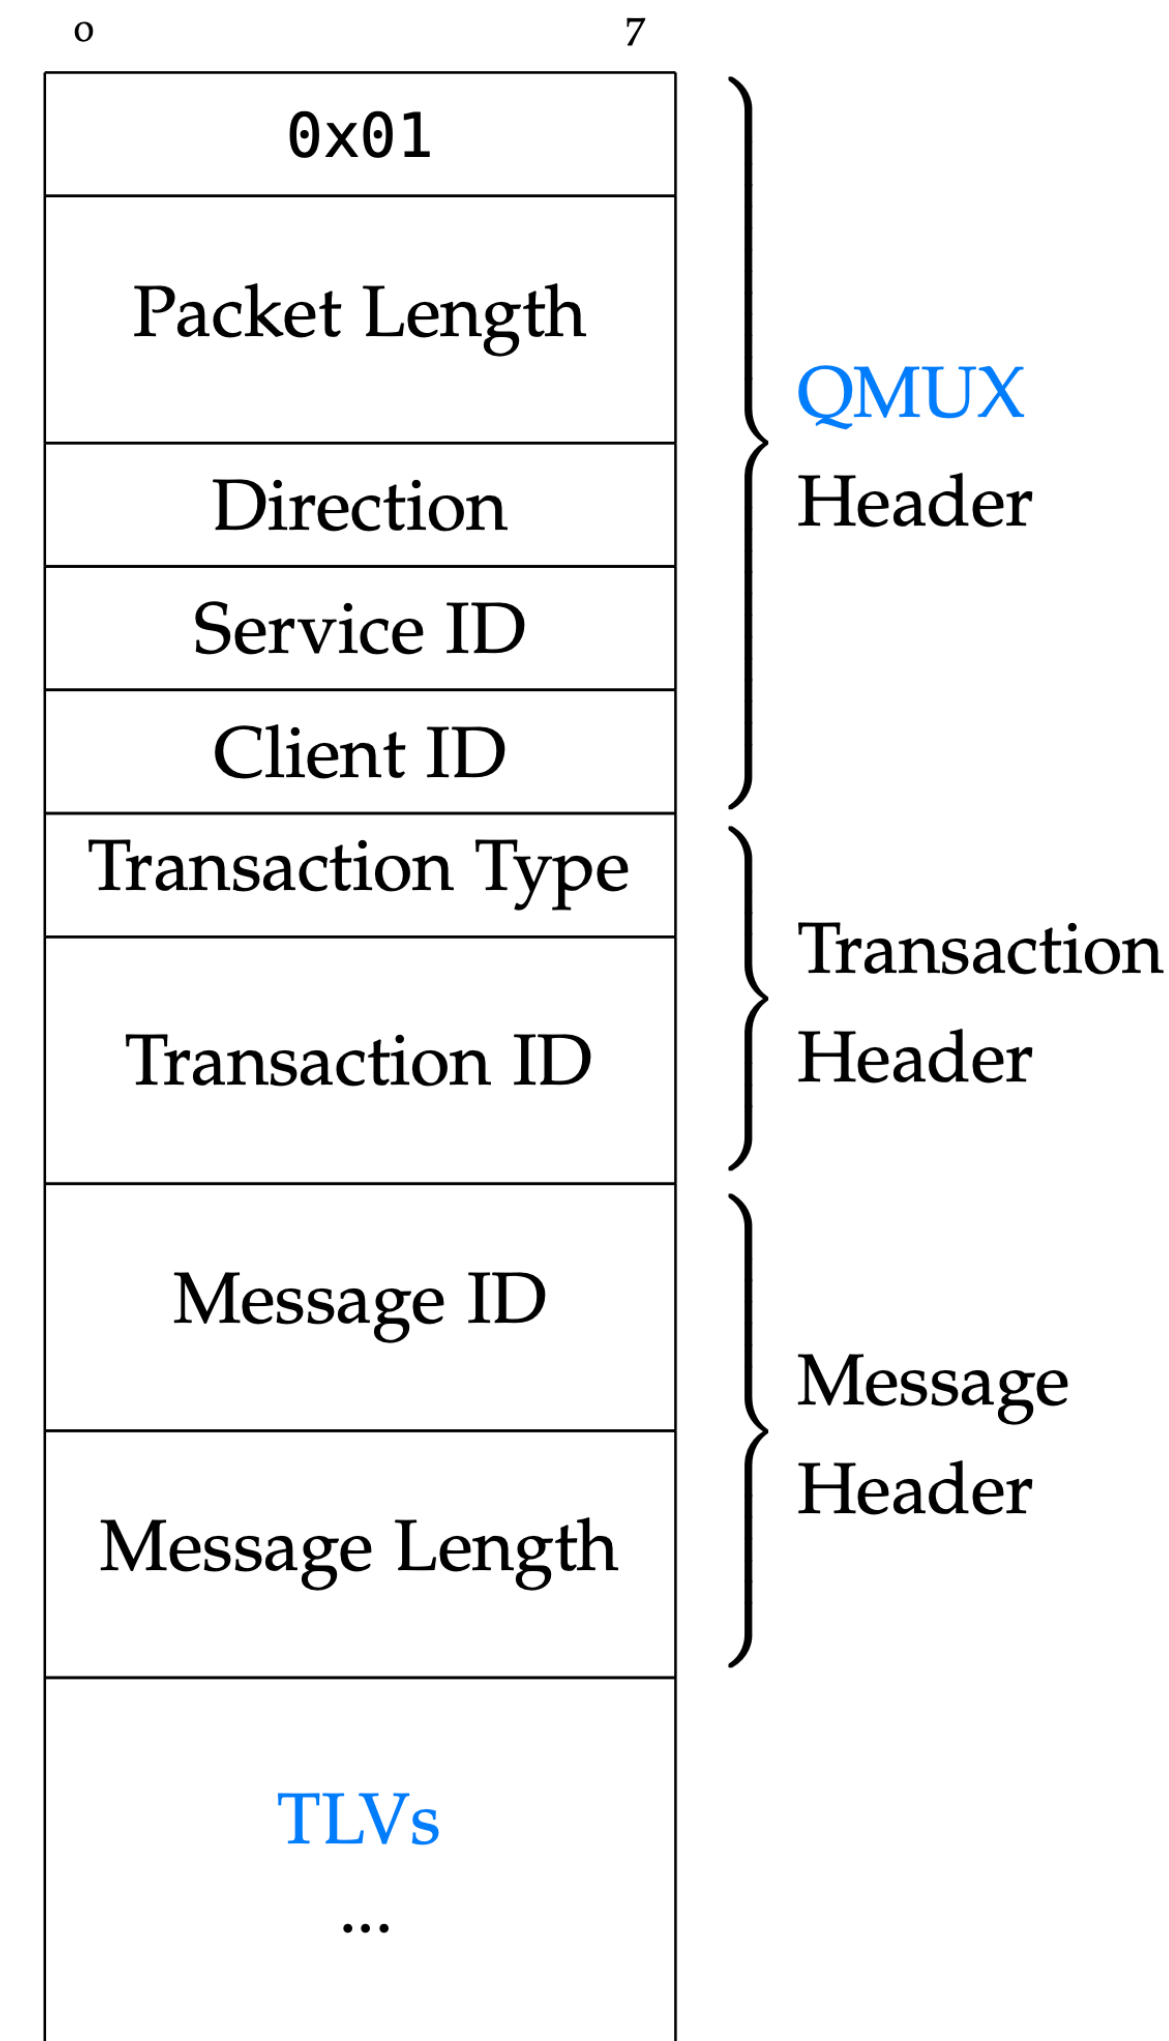 0 7
0x01
Packet Length
QMUX
Header
Direction
Service ID
Client ID
Transaction Type
Transaction ID
Transaction
Header
Message ID
Message Length
Message
Header
TLVs
...